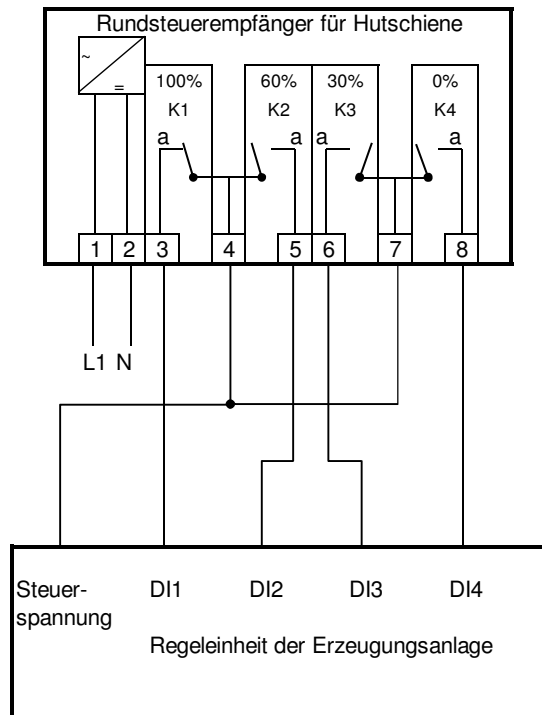 Rundsteuerempfänger für Hutschiene
~
=
100% 60% 30% 0%
K1 K2 K3 K4
a a a a
1 2 3 4 5 6 7 8
L1 N
Steuer- DI1 DI2 DI3 DI4
spannung
Regeleinheit der Erzeugungsanlage